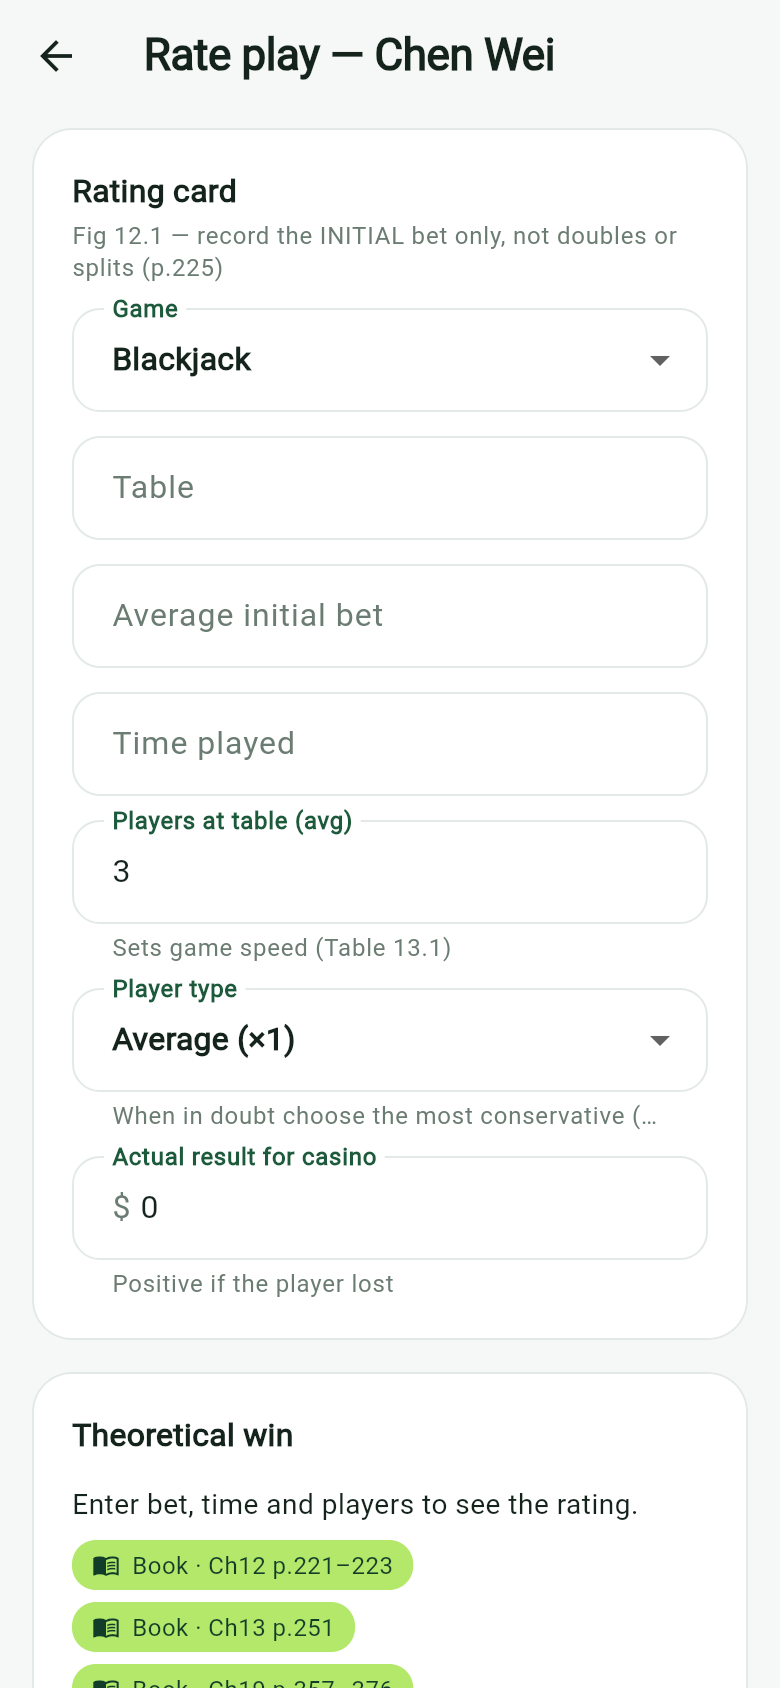 Rate play — Chen Wei
Rating card
Fig 12.1 — record the INITIAL bet only, not doubles or
splits (p.225)
Game
Blackjack
Table
Average initial bet
Time played
Players at table (avg)
3
Sets game speed (Table 13.1)
Player type
Average (×1)
When in doubt choose the most conservative (…
Actual result for casino
$ 0
Positive if the player lost
Theoretical win
Enter bet, time and players to see the rating.
Book · Ch12 p.221–223
Book · Ch13 p.251
Book · Ch19 p.357–376